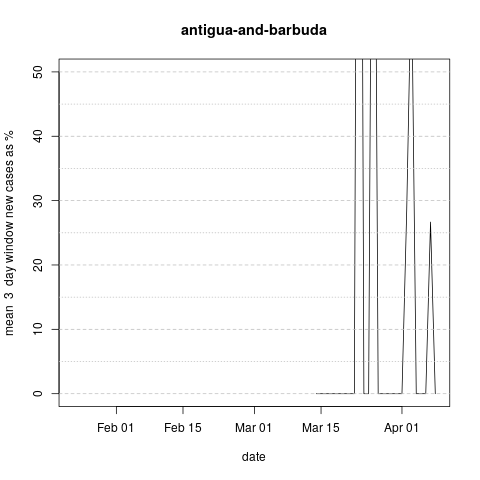 antigua-and-barbuda
mean 3 day window new cases as %
50
40
30
20
10
0
Feb 01 Feb 15 Mar 01 Mar 15 Apr 01
date